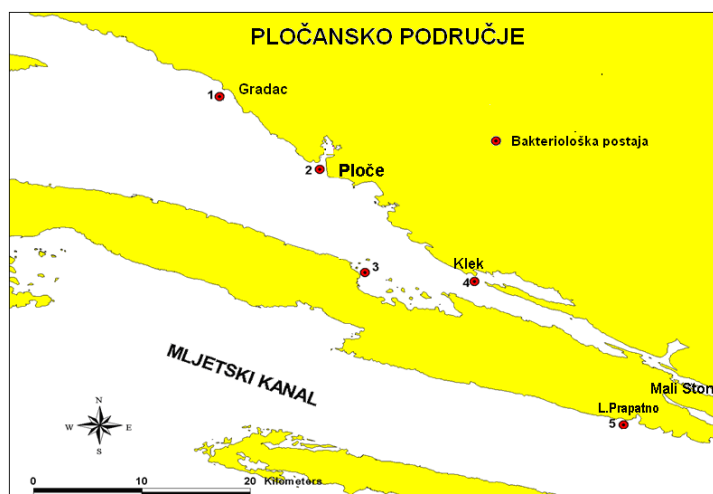 PLOČANSKO PODRUČJE
1 Gradac
Bakteriološka postaja
2 Ploče
3
Klek
4
MLJETSKI KANAL
Mali Ston
L.Prapatno
5
N
W E
S
0 10 20 Kilometers